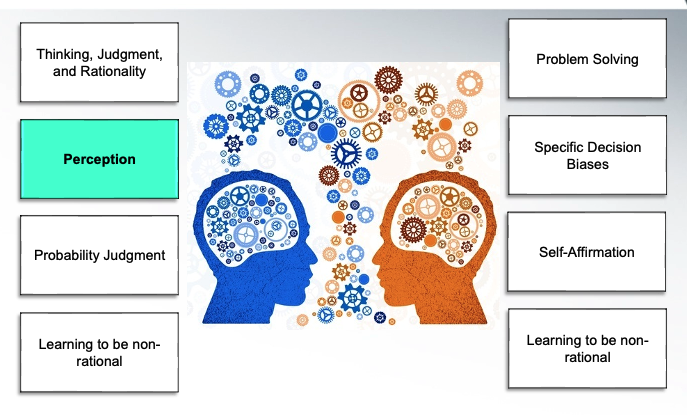 Thinking, Judgment,
and Rationality
Perception
Probability Judgment
Learning to be non-
rational
Problem Solving
Specific Decision
Biases
Self-Affirmation
Learning to be non-
rational